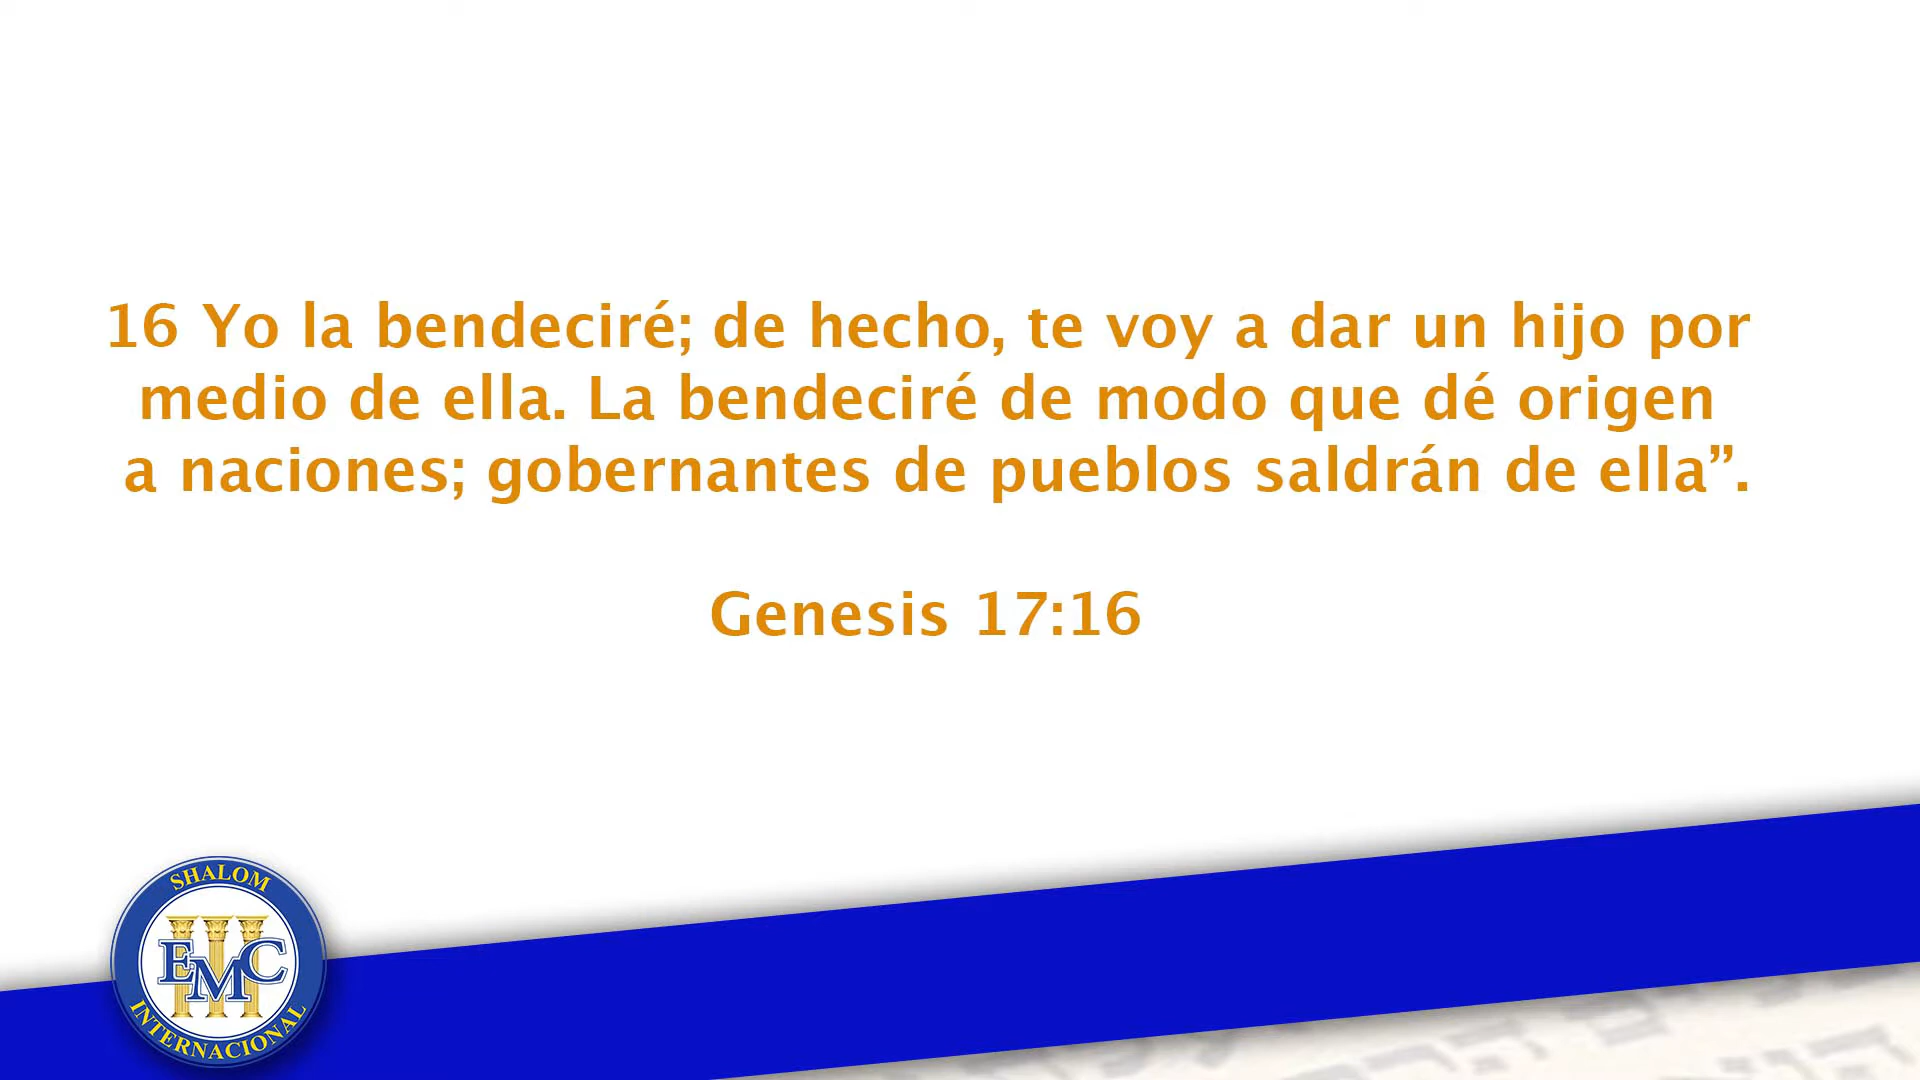 16 Yo la bendeciré; de hecho, te voy a dar un hijo por
medio de ella. La bendeciré de modo que dé origen
a naciones; gobernantes de pueblos saldrán de ella”.
Genesis 17:16
SHALOM
EMC
INTERNACIONAL